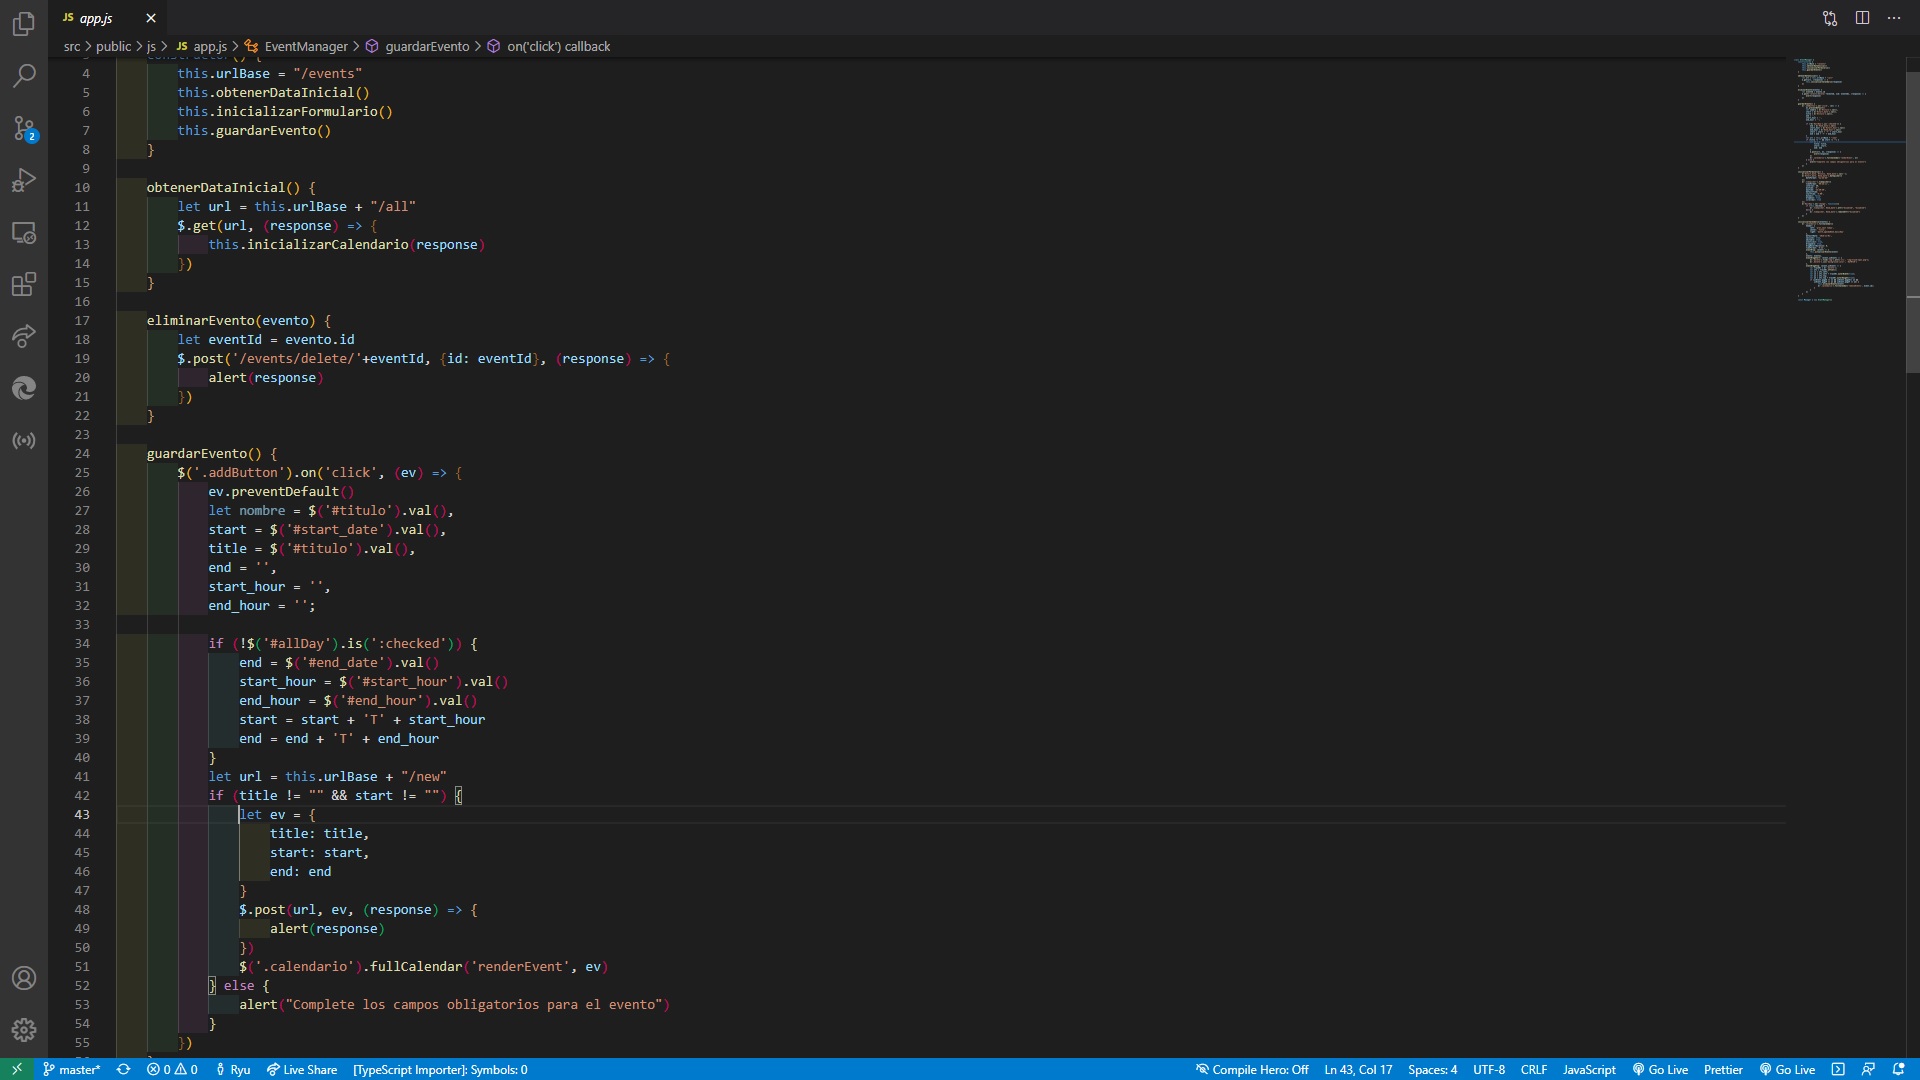 JS app.js
src > public > js > JS app.js > EventManager > guardarEvento > on('click') callback
4 this.urlBase = "/events"
5 this.obtenerDataInicial()
6 this.inicializarFormulario()
7 this.guardarEvento()
8 }
9
10 obtenerDataInicial() {
11 let url = this.urlBase + "/all"
12 $.get(url, (response) => {
13 this.inicializarCalendario(response)
14 })
15 }
16
17 eliminarEvento(evento) {
18 let eventId = evento.id
19 $.post('/events/delete/'+eventId, {id: eventId}, (response) => {
20 alert(response)
21 })
22 }
23
24 guardarEvento() {
25 $('.addButton').on('click', (ev) => {
26 ev.preventDefault()
27 let nombre = $('#titulo').val(),
28 start = $('#start_date').val(),
29 title = $('#titulo').val(),
30 end = '',
31 start_hour = '',
32 end_hour = '';
33
34 if (!$('#allDay').is(':checked')) {
35 end = $('#end_date').val()
36 start_hour = $('#start_hour').val()
37 end_hour = $('#end_hour').val()
38 start = start + 'T' + start_hour
39 end = end + 'T' + end_hour
40 }
41 let url = this.urlBase + "/new"
42 if (title != "" && start != "") {
43 let ev = {
44 title: title,
45 start: start,
46 end: end
47 }
48 $.post(url, ev, (response) => {
49 alert(response)
50 })
51 $('.calendario').fullCalendar('renderEvent', ev)
52 } else {
53 alert("Complete los campos obligatorios para el evento")
54 }
55 })
2
master* 0 0 Ryu Live Share [TypeScript Importer]: Symbols: 0 Compile Hero: Off Ln 43, Col 17 Spaces: 4 UTF-8 CRLF JavaScript Go Live Prettier Go Live